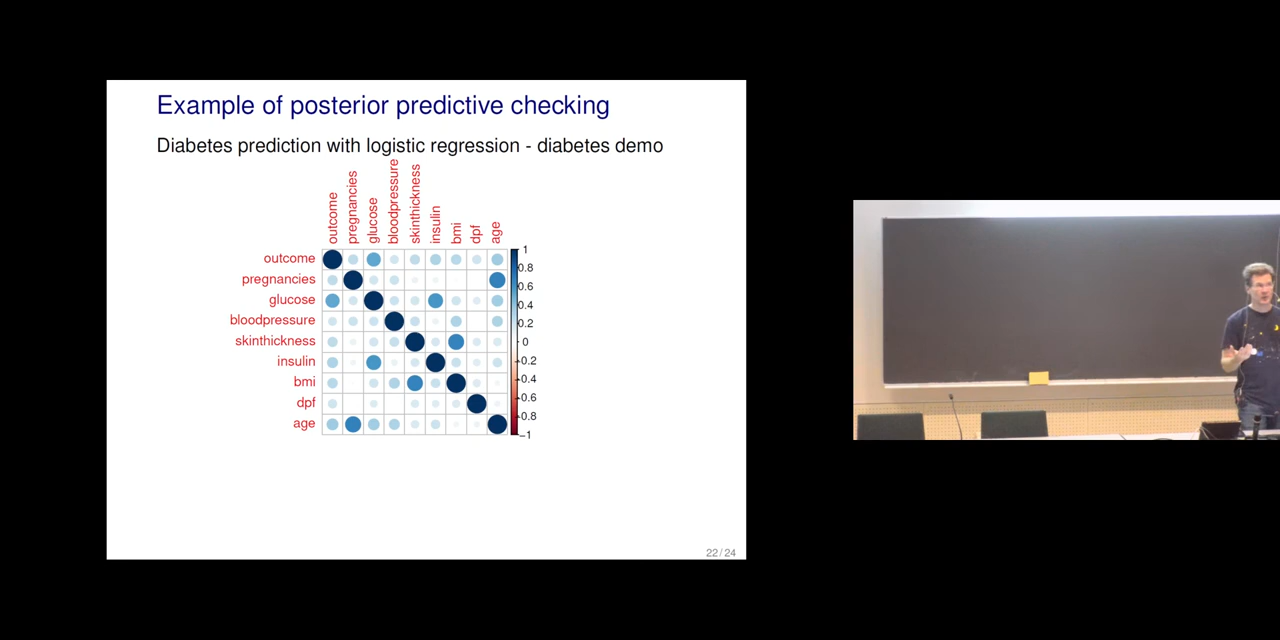 Example of posterior predictive checking
Diabetes prediction with logistic regression - diabetes demo
outcome
pregnancies
glucose
bloodpressure
skinthickness
insulin
bmi
dpf
age
outcome
pregnancies
glucose
bloodpressure
skinthickness
insulin
bmi
dpf
age
1
0.8
0.6
0.4
0.2
0
-0.2
-0.4
-0.6
-0.8
-1
22 / 24